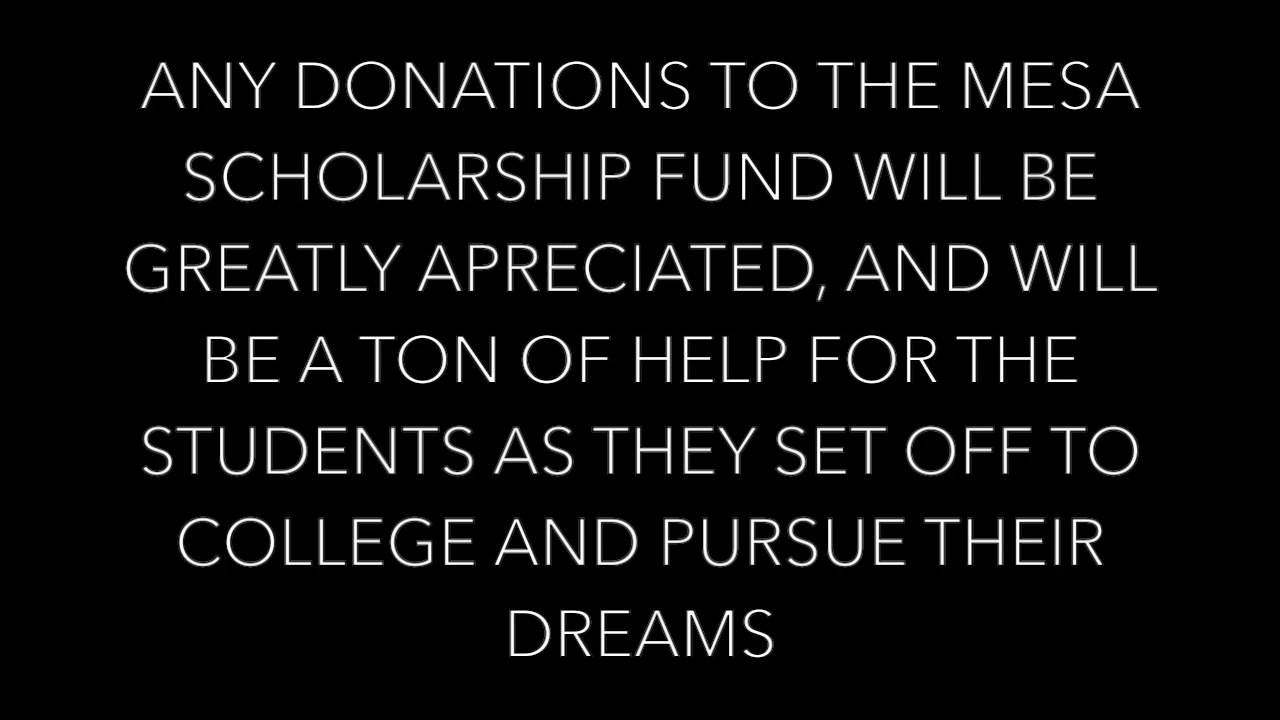 ANY DONATIONS TO THE MESA
SCHOLARSHIP FUND WILL BE
GREATLY APRECIATED, AND WILL
BE A TON OF HELP FOR THE
STUDENTS AS THEY SET OFF TO
COLLEGE AND PURSUE THEIR
DREAMS